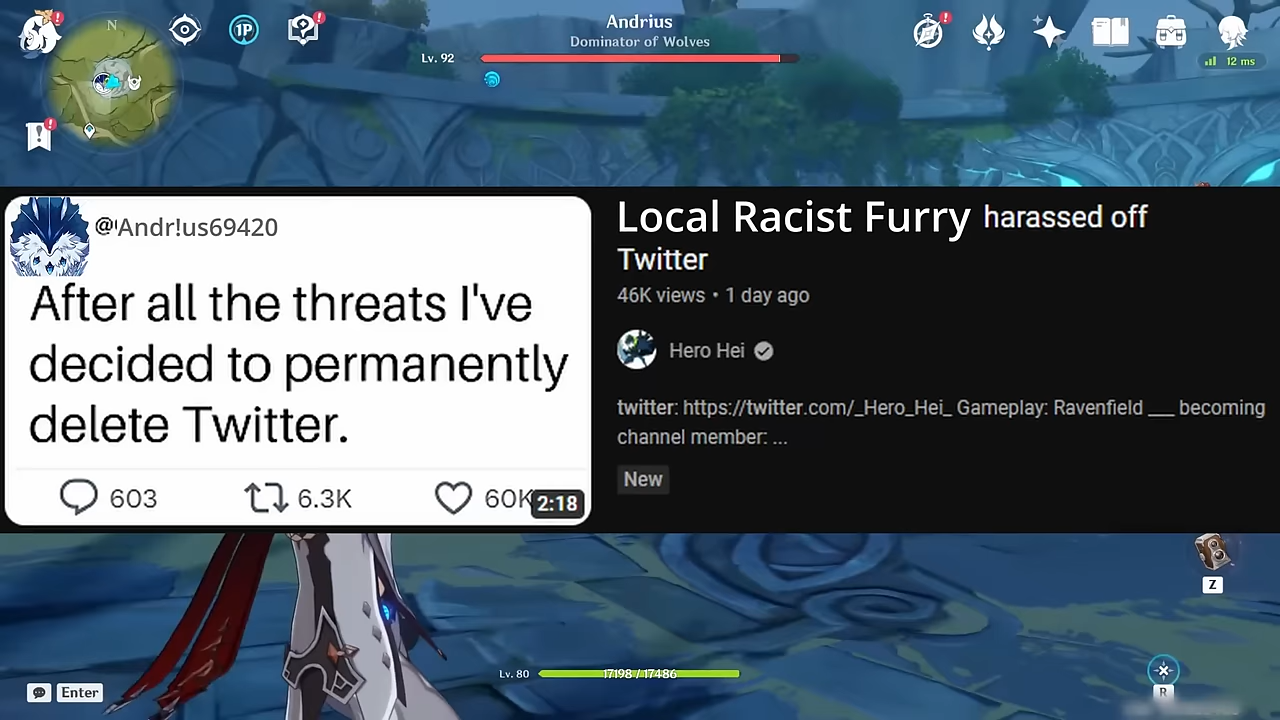 N
1P
Andrius
Dominator of Wolves
Lv. 92
12 ms
@Andr!us69420
After all the threats I've
decided to permanently
delete Twitter.
603
6.3K
60K
2:18
Local Racist Furry harassed off
Twitter
46K views • 1 day ago
Hero Hei
twitter: https://twitter.com/_Hero_Hei_ Gameplay: Ravenfield ___ becoming
channel member: ...
New
Z
Lv. 80
17198 / 17486
Enter
R